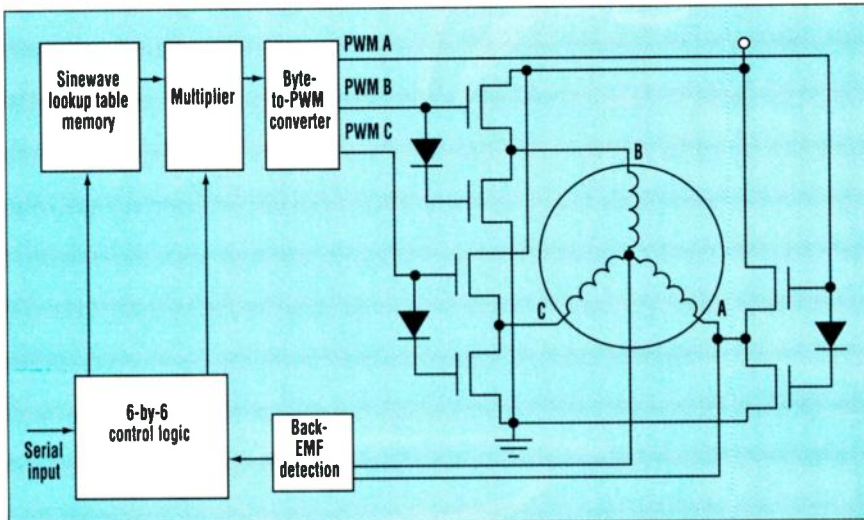 Sinewave
lookup table
memory
Multiplier
Byte-
to-PWM
converter
PWM A
PWM B
PWM C
B
C
A
6-by-6
control logic
Serial
input
Back-
EMF
detection